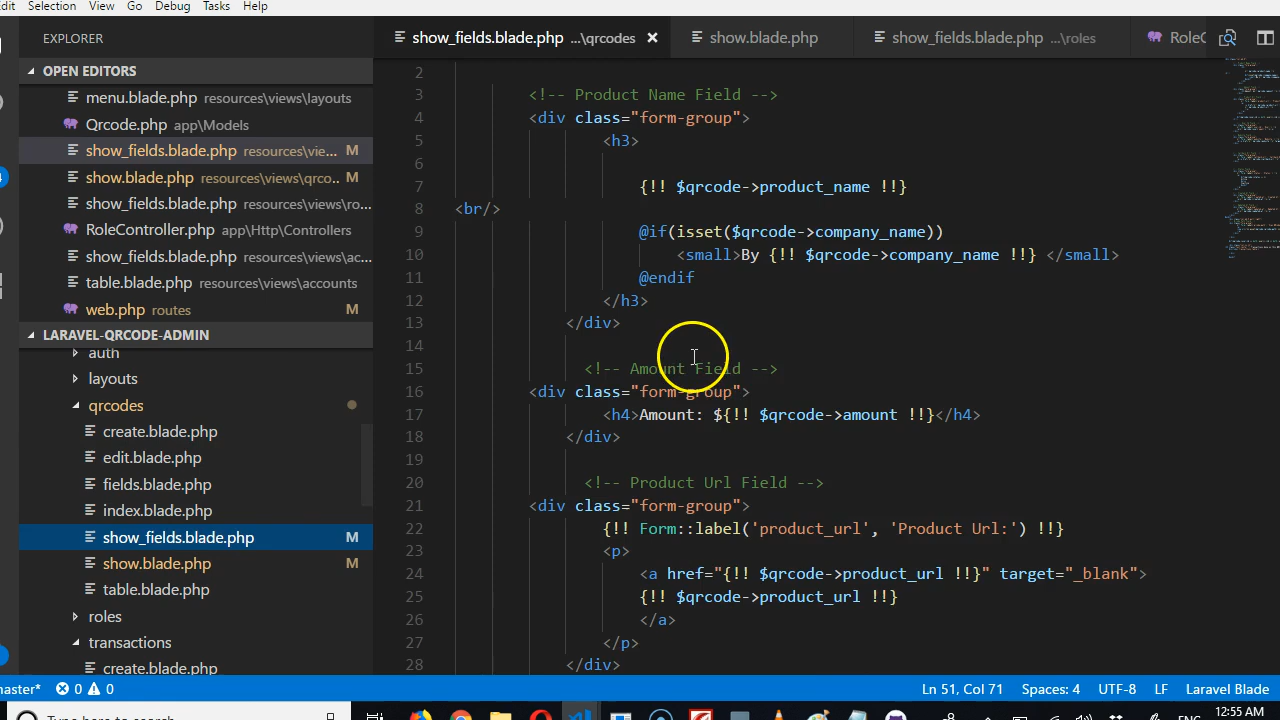 dit Selection View Go Debug Tasks Help
EXPLORER
show_fields.blade.php ...\qrcodes
show.blade.php
show_fields.blade.php ...\roles
RoleC
OPEN EDITORS
menu.blade.php resources\views\layouts
Qrcode.php app\Models
show_fields.blade.php resources\vie... M
show.blade.php resources\views\qrco.. M
show_fields.blade.php resources\views\ro...
RoleController.php app\Http\Controllers
show_fields.blade.php resources\views\ac...
table.blade.php resources\views\accounts
web.php routes M
LARAVEL-QRCODE-ADMIN
auth
layouts
qrcodes
create.blade.php
edit.blade.php
fields.blade.php
index.blade.php
show_fields.blade.php M
show.blade.php M
table.blade.php
roles
transactions
create.blade.php
2
3 <!-- Product Name Field -->
4 <div class="form-group">
5 <h3>
6
7 {!! $qrcode->product_name !!}
8 <br/>
9 @if(isset($qrcode->company_name))
10 <small>By {!! $qrcode->company_name !!} </small>
11 @endif
12 </h3>
13 </div>
14
15 <!-- Amount Field -->
16 <div class="form-group">
17 <h4>Amount: ${!! $qrcode->amount !!}</h4>
18 </div>
19
20 <!-- Product Url Field -->
21 <div class="form-group">
22 {!! Form::label('product_url', 'Product Url:') !!}
23 <p>
24 <a href="{!! $qrcode->product_url !!}" target="_blank">
25 {!! $qrcode->product_url !!}
26 </a>
27 </p>
28 </div>
master* 0 0 Ln 51, Col 71 Spaces: 4 UTF-8 LF Laravel Blade
12:55 AM